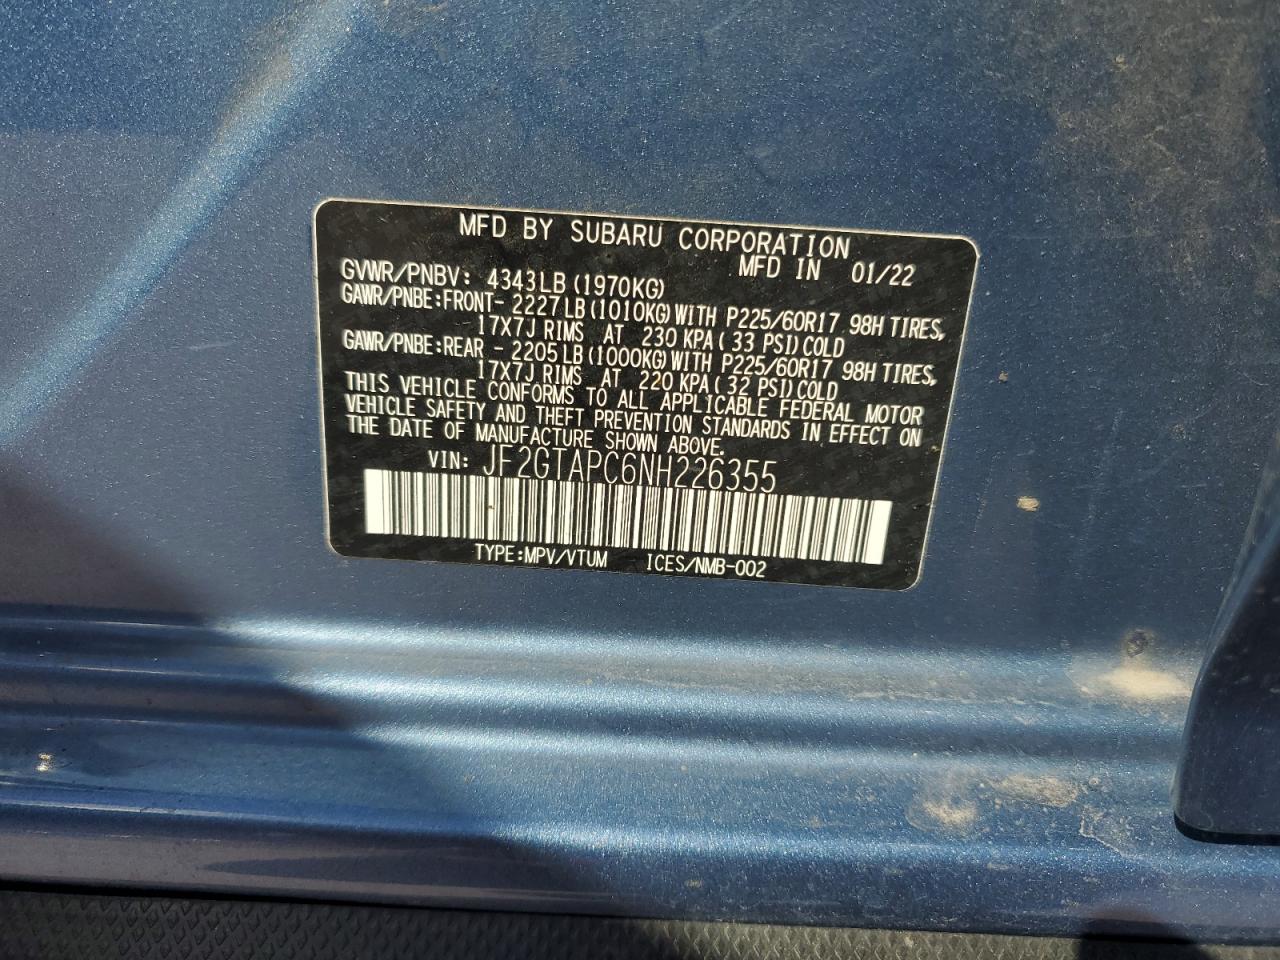 MFD BY SUBARU CORPORATION
MFD IN 01/22
GVWR/PNBV: 4343LB(1970KG)
GAWR/PNBE:FRONT- 2227LB(1010KG)WITH P225/60R17 98H TIRES,
17X7J RIMS AT 230 KPA( 33 PSI)COLD
GAWR/PNBE:REAR - 2205LB(1000KG)WITH P225/60R17 98H TIRES,
17X7J RIMS AT 220 KPA( 32 PSI)COLD
THIS VEHICLE CONFORMS TO ALL APPLICABLE FEDERAL MOTOR
VEHICLE SAFETY AND THEFT PREVENTION STANDARDS IN EFFECT ON
THE DATE OF MANUFACTURE SHOWN ABOVE.
VIN: JF2GTAPC6NH226355
TYPE:MPV/VTUM ICES/NMB-002